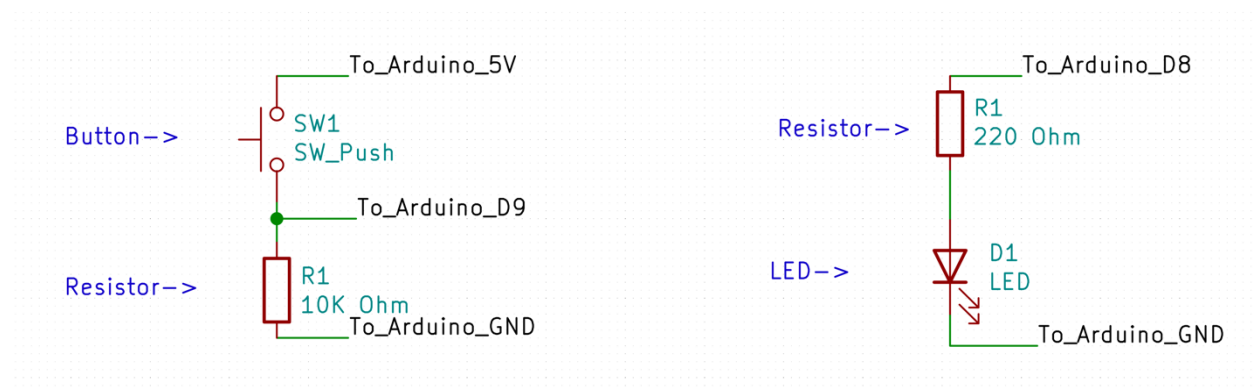 To_Arduino_5V
Button->
SW1
SW_Push
To_Arduino_D9
Resistor->
R1
10K Ohm
To_Arduino_GND
To_Arduino_D8
Resistor->
R1
220 Ohm
LED->
D1
LED
To_Arduino_GND